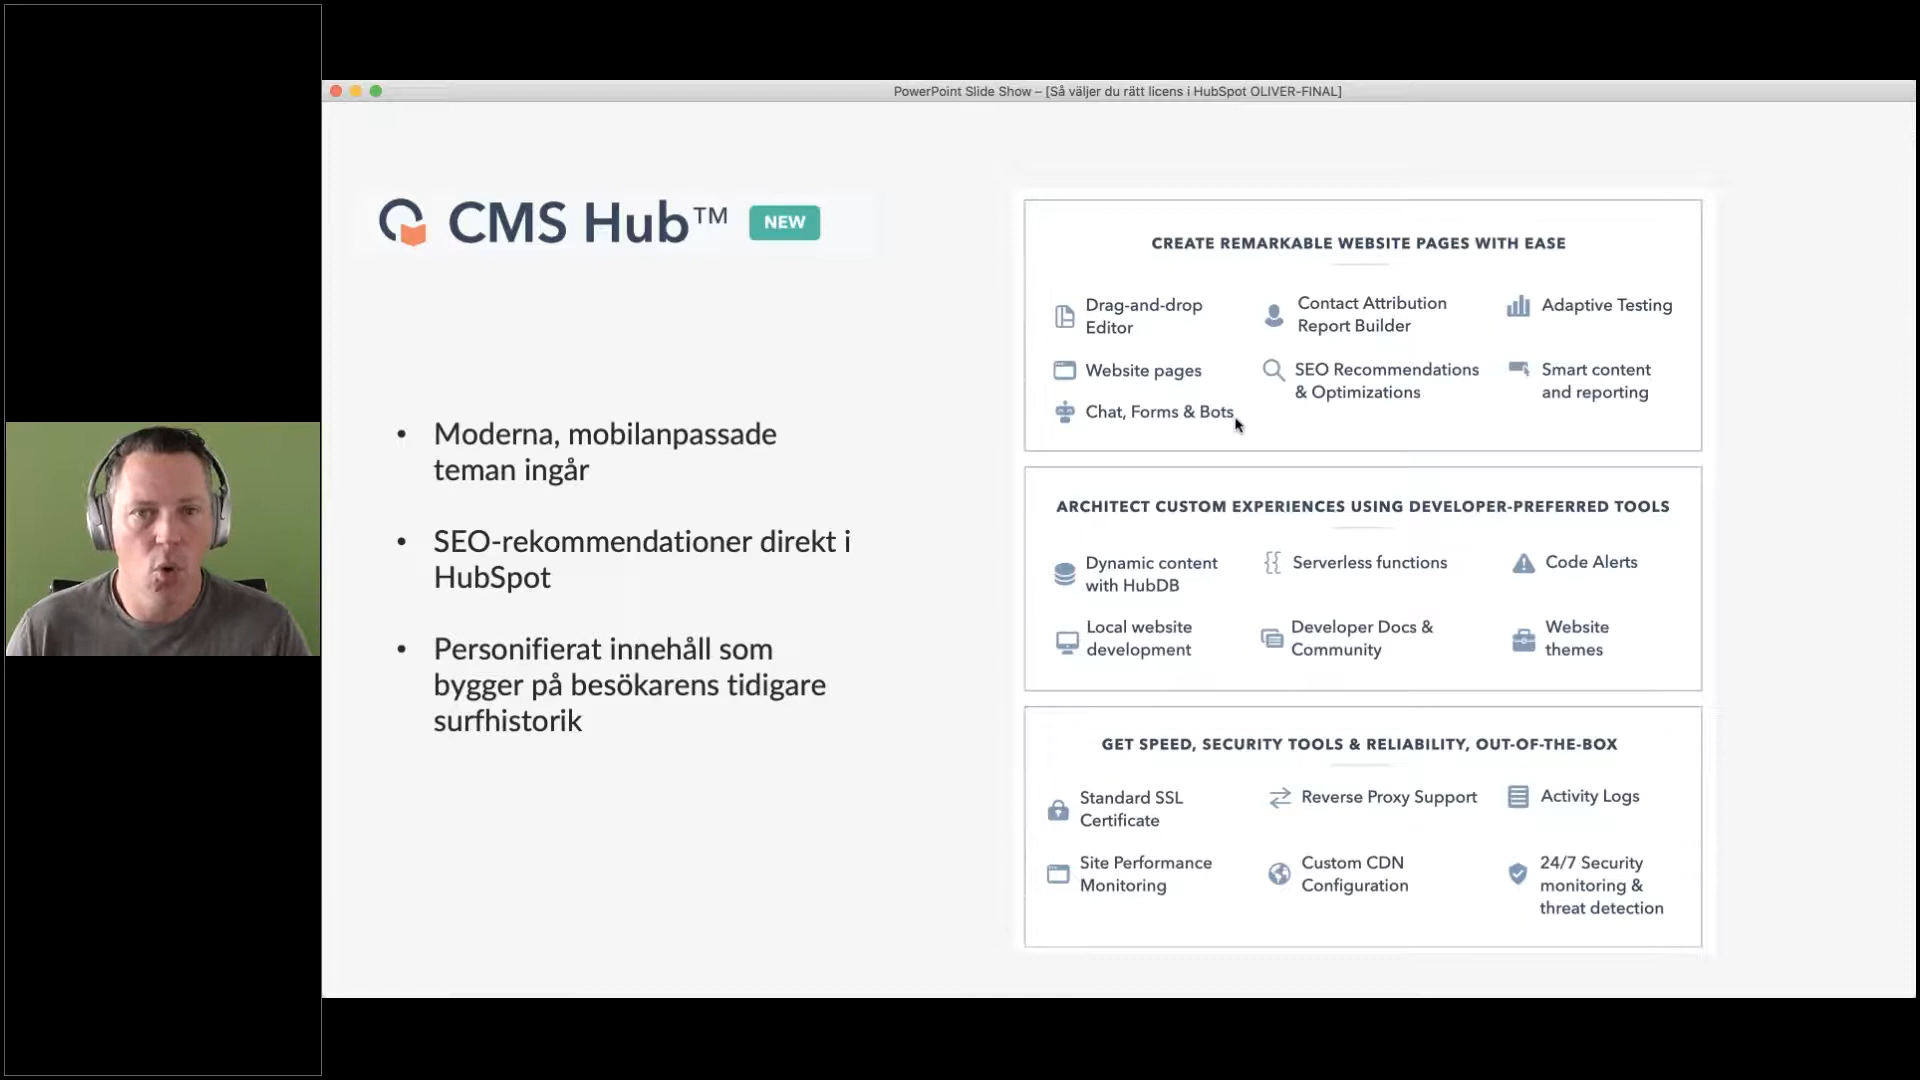 PowerPoint Slide Show – [Så väljer du rätt licens i HubSpot OLIVER-FINAL]
CMS Hub™ NEW
• Moderna, mobilanpassade
teman ingår
• SEO-rekommendationer direkt i
HubSpot
• Personifierat innehåll som
bygger på besökarens tidigare
surfhistorik
CREATE REMARKABLE WEBSITE PAGES WITH EASE
Drag-and-drop
Editor
Contact Attribution
Report Builder
Adaptive Testing
Website pages
SEO Recommendations
& Optimizations
Smart content
and reporting
Chat, Forms & Bots
ARCHITECT CUSTOM EXPERIENCES USING DEVELOPER-PREFERRED TOOLS
Dynamic content
with HubDB
Serverless functions
Code Alerts
Local website
development
Developer Docs &
Community
Website
themes
GET SPEED, SECURITY TOOLS & RELIABILITY, OUT-OF-THE-BOX
Standard SSL
Certificate
Reverse Proxy Support
Activity Logs
Site Performance
Monitoring
Custom CDN
Configuration
24/7 Security
monitoring &
threat detection